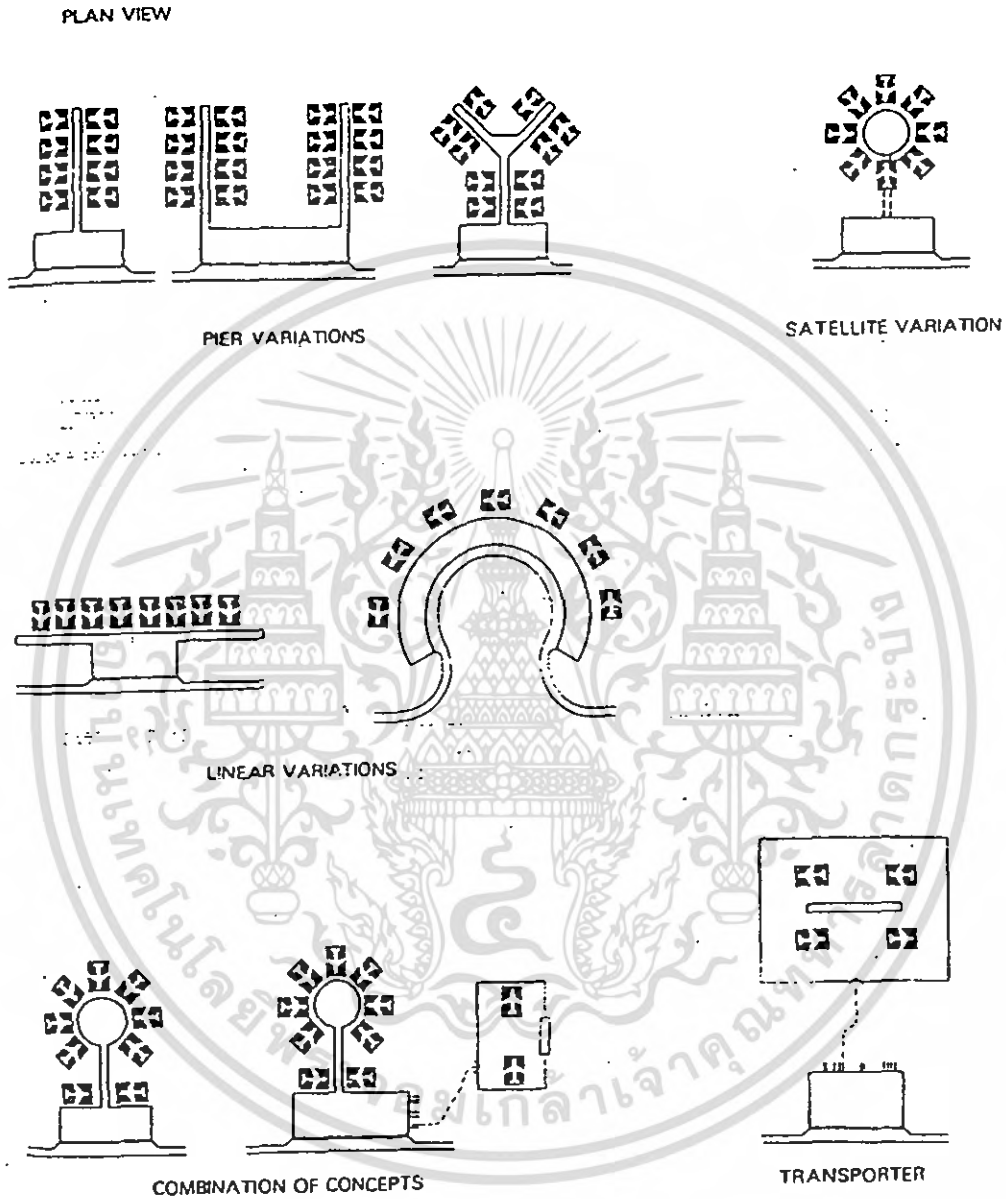 PLAN VIEW
PIER VARIATIONS
SATELLITE VARIATION
LINEAR VARIATIONS
COMBINATION OF CONCEPTS
TRANSPORTER